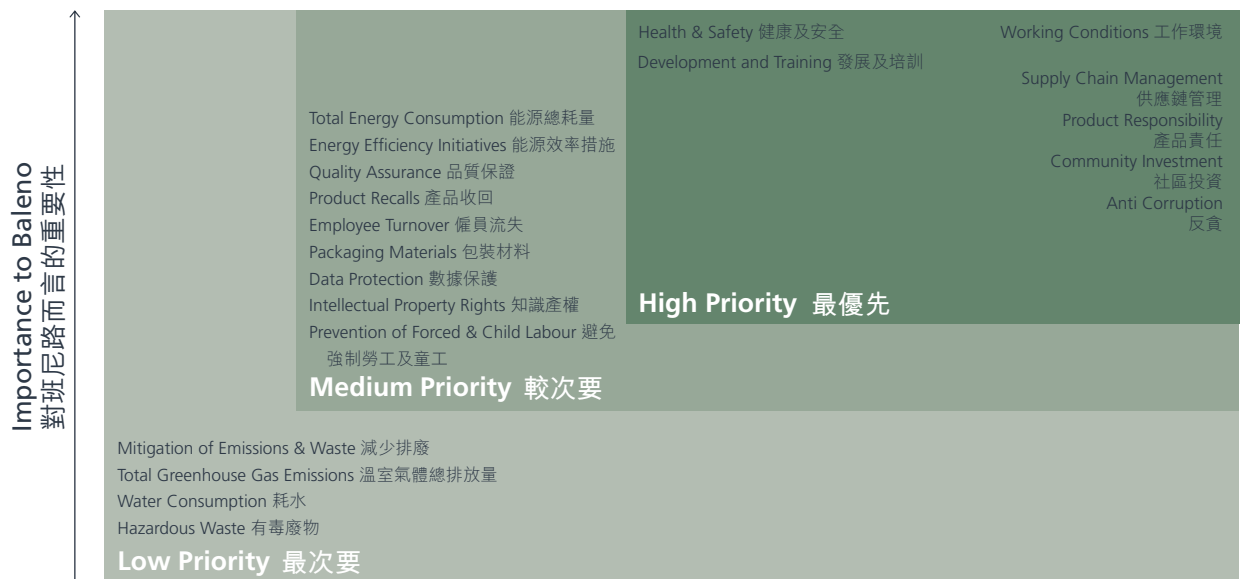 Importance to Baleno
對班尼路而言的重要性
Health & Safety 健康及安全
Development and Training 發展及培訓
Working Conditions 工作環境
Supply Chain Management
供應鏈管理
Product Responsibility
產品責任
Community Investment
社區投資
Anti Corruption
反貪
High Priority 最優先
Total Energy Consumption 能源總耗量
Energy Efficiency Initiatives 能源效率措施
Quality Assurance 品質保證
Product Recalls 產品收回
Employee Turnover 僱員流失
Packaging Materials 包裝材料
Data Protection 數據保護
Intellectual Property Rights 知識產權
Prevention of Forced & Child Labour 避免
強制勞工及童工
Medium Priority 較次要
Mitigation of Emissions & Waste 減少排廢
Total Greenhouse Gas Emissions 溫室氣體總排放量
Water Consumption 耗水
Hazardous Waste 有毒廢物
Low Priority 最次要